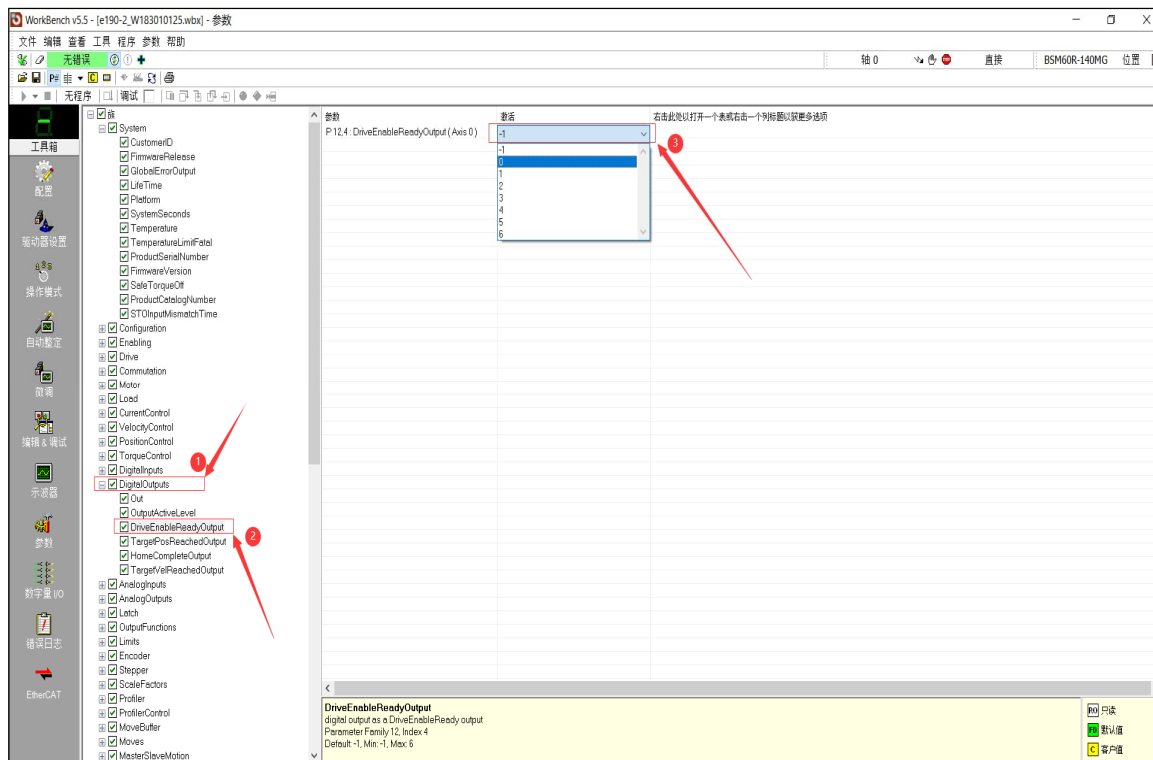 WorkBench v5.5 - [e190-2_W183010125.wbx] - 参数
文件 编辑 查看 工具 程序 参数 帮助
无错误
轴 0
直接
BSM60R-140MG
位置
P#
C
无程序
调试
工具箱
配置
驱动器设置
操作模式
自动整定
微调
编辑 & 调试
示波器
参数
数字量 I/O
错误日志
EtherCAT
族
System
CustomerID
FirmwareRelease
GlobalErrorOutput
LifeTime
Platform
SystemSeconds
Temperature
TemperatureLimitFatal
ProductSerialNumber
FirmwareVersion
SafeTorqueOff
ProductCatalogNumber
STOInputMismatchTime
Configuration
Enabling
Drive
Commutation
Motor
Load
CurrentControl
VelocityControl
PositionControl
TorqueControl
DigitalInputs
1
DigitalOutputs
Out
OutputActiveLevel
DriveEnableReadyOutput
2
TargetPosReachedOutput
HomeCompleteOutput
TargetVelReachedOutput
AnalogInputs
AnalogOutputs
Latch
OutputFunctions
Limits
Encoder
Stepper
ScaleFactors
Profiler
ProfilerControl
MoveBuffer
Moves
MasterSlaveMotion
参数
激活
右击此处以打开一个表或右击一个列标题以获更多选项
P 12,4 : DriveEnableReadyOutput ( Axis 0 )
-1
3
-1
0
1
2
3
4
5
6
DriveEnableReadyOutput
digital output as a DriveEnableReady output
Parameter Family 12, Index 4
Default: -1, Min: -1, Max: 6
RO 只读
FD 默认值
C 客户值